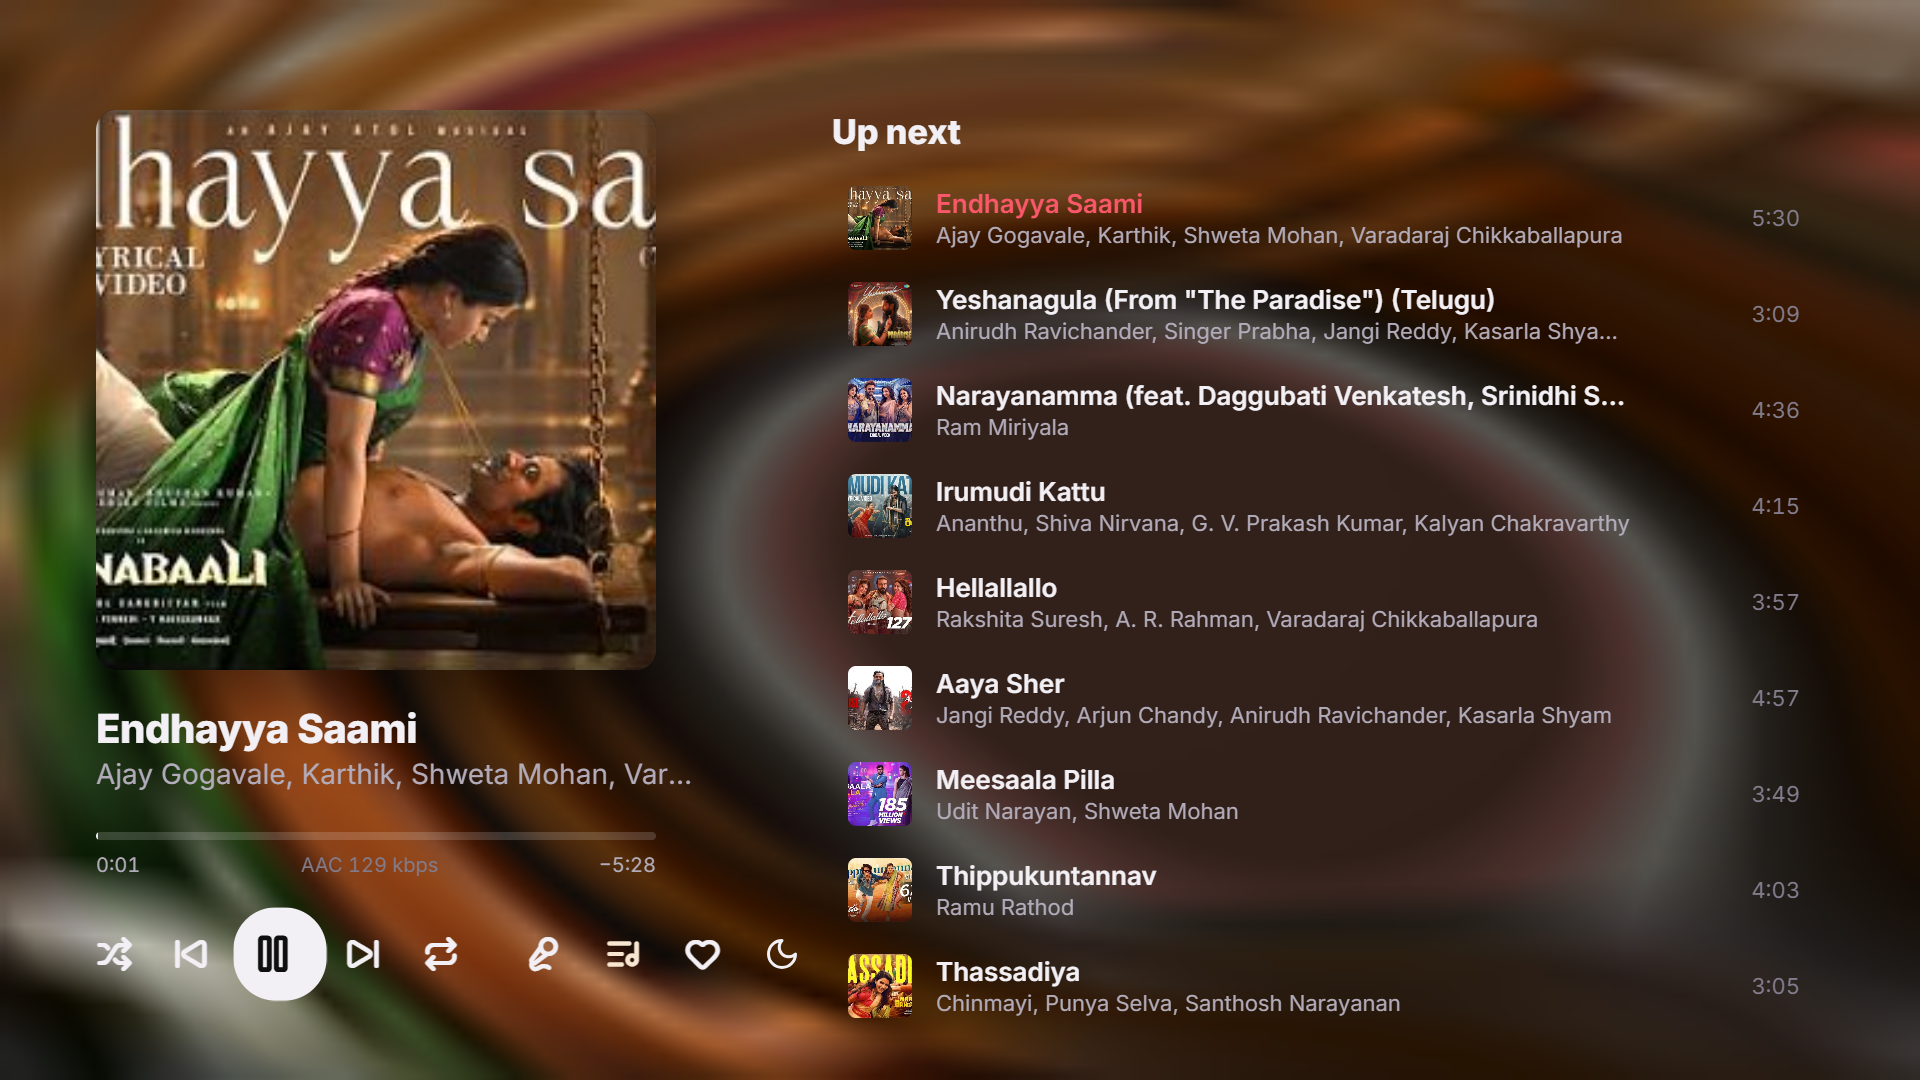 AN AJAY ATUL MUSICAL
dhayya sa
YRICAL
VIDEO
NABAALI
Endhayya Saami
Ajay Gogavale, Karthik, Shweta Mohan, Var...
0:01
AAC 129 kbps
−5:28
Up next
Endhayya Saami
Ajay Gogavale, Karthik, Shweta Mohan, Varadaraj Chikkaballapura
5:30
Yeshanagula (From "The Paradise") (Telugu)
Anirudh Ravichander, Singer Prabha, Jangi Reddy, Kasarla Shya...
3:09
Narayanamma (feat. Daggubati Venkatesh, Srinidhi S...
Ram Miriyala
4:36
Irumudi Kattu
Ananthu, Shiva Nirvana, G. V. Prakash Kumar, Kalyan Chakravarthy
4:15
Hellallallo
Rakshita Suresh, A. R. Rahman, Varadaraj Chikkaballapura
3:57
Aaya Sher
Jangi Reddy, Arjun Chandy, Anirudh Ravichander, Kasarla Shyam
4:57
Meesaala Pilla
Udit Narayan, Shweta Mohan
3:49
Thippukuntannav
Ramu Rathod
4:03
Thassadiya
Chinmayi, Punya Selva, Santhosh Narayanan
3:05